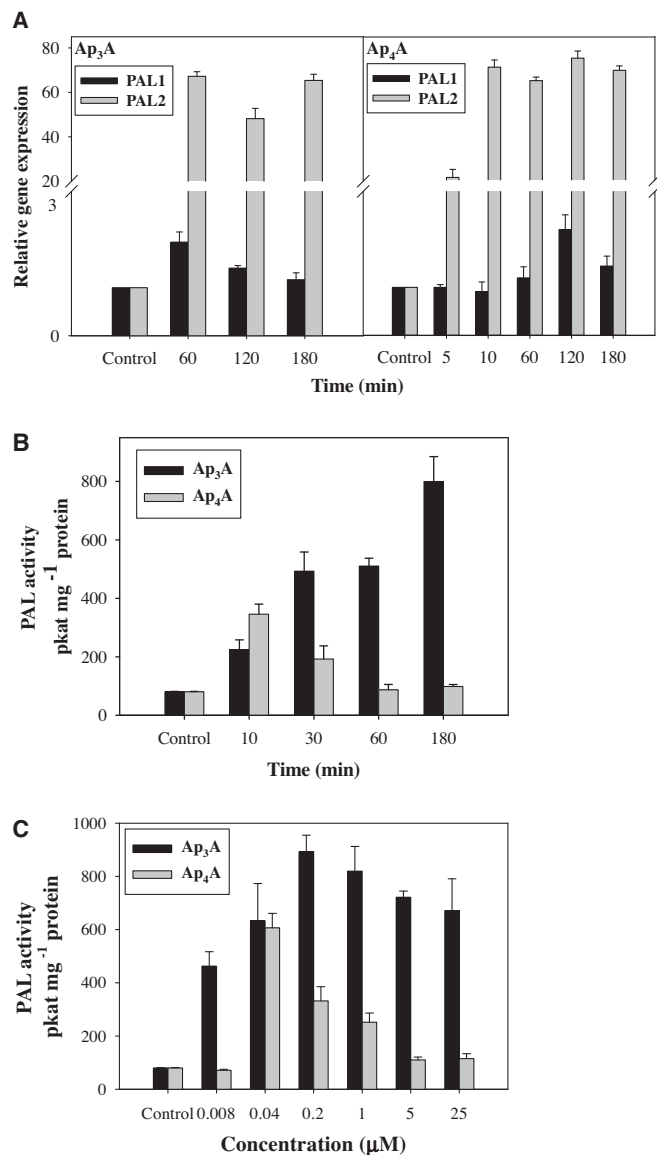 A
Ap₃A
PAL1
PAL2
Ap₄A
PAL1
PAL2
80
60
40
20
3
0
Relative gene expression
Control 60 120 180
Control 5 10 60 120 180
Time (min)
B
Ap₃A
Ap₄A
800
600
400
200
0
PAL activity
pkat mg ⁻¹ protein
Control 10 30 60 180
Time (min)
C
Ap₃A
Ap₄A
1000
800
600
400
200
0
PAL activity
pkat mg ⁻¹ protein
Control 0.008 0.04 0.2 1 5 25
Concentration (μM)